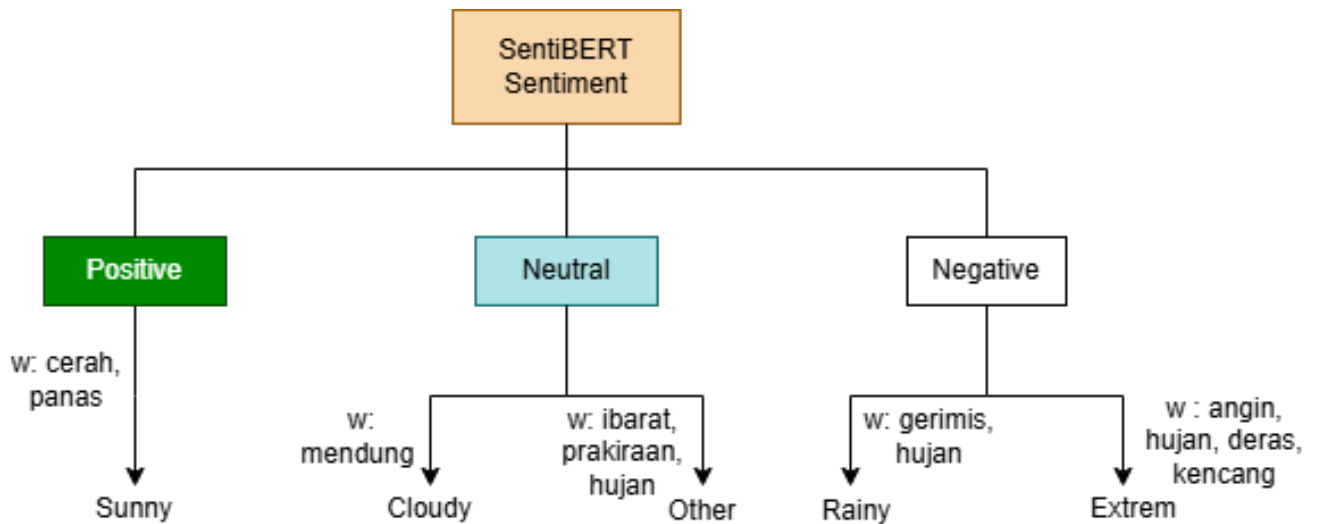 SentiBERT
Sentiment
Positive
Neutral
Negative
w: cerah,
panas
w:
mendung
w: ibarat,
prakiraan,
hujan
w: gerimis,
hujan
w : angin,
hujan, deras,
kencang
Sunny
Cloudy
Other
Rainy
Extrem